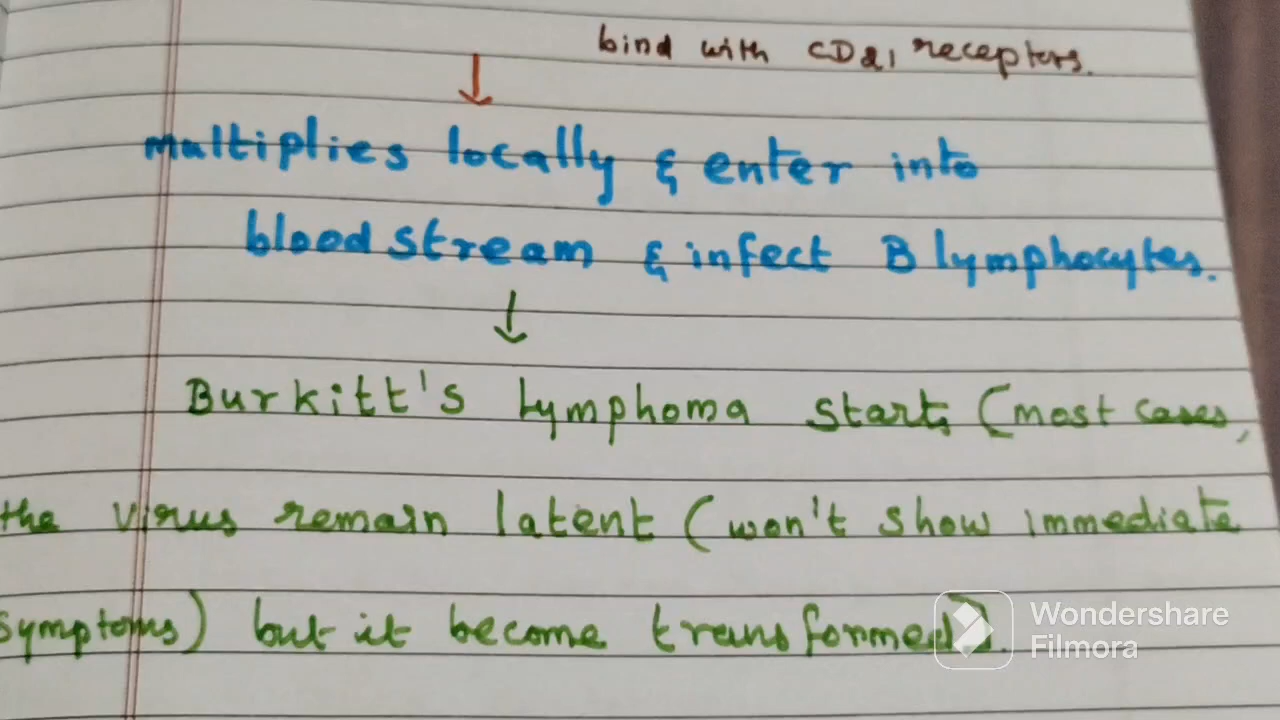 bind with CD21 receptors.
↓
multiplies locally & enter into
blood stream & infect B lymphocytes.
↓
Burkitt's lymphoma starts (most cases,
the virus remain latent (won't show immediate
symptoms) but it become transformed).
Wondershare
Filmora